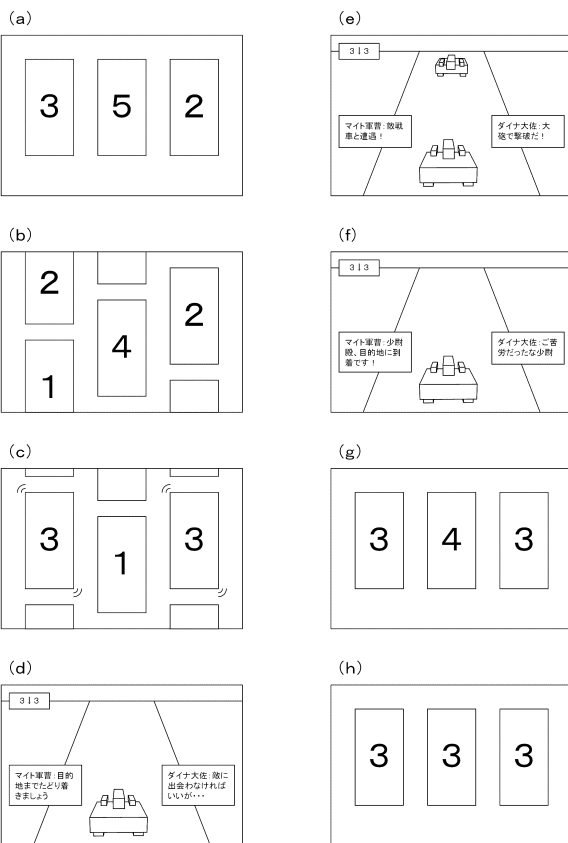 (a)
3 5 2
(b)
2
2
4
1
(c)
3 3
1
(d)
3↓3
マイト軍曹:目的
地までたどり着
きましょう
ダイナ大佐:敵に
出会わなければ
いいが・・・
(e)
3↓3
マイト軍曹:敵戦
車と遭遇!
ダイナ大佐:大
砲で撃破だ!
(f)
3↓3
マイト軍曹:少尉
殿、目的地に到
着です!
ダイナ大佐:ご苦
労だったな少尉
(g)
3 4 3
(h)
3 3 3